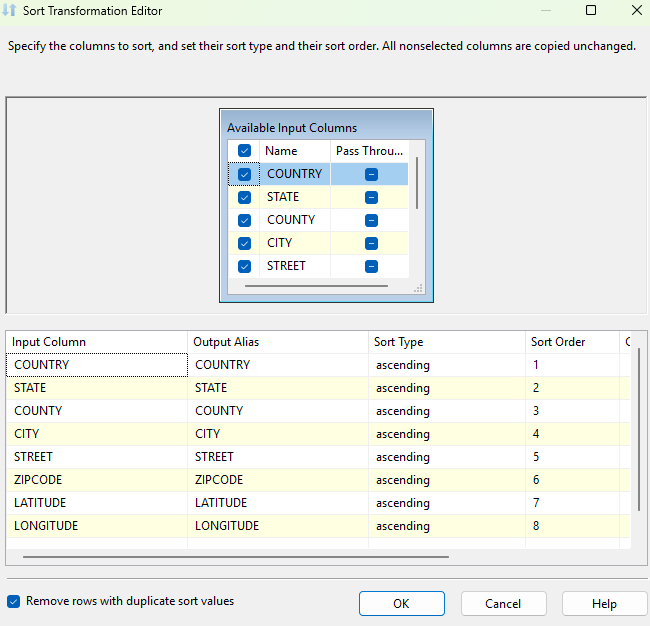 Sort Transformation Editor
Specify the columns to sort, and set their sort type and their sort order. All nonselected columns are copied unchanged.
Available Input Columns
Name Pass Throu...
COUNTRY
STATE
COUNTY
CITY
STREET
Input Column Output Alias Sort Type Sort Order
COUNTRY COUNTRY ascending 1
STATE STATE ascending 2
COUNTY COUNTY ascending 3
CITY CITY ascending 4
STREET STREET ascending 5
ZIPCODE ZIPCODE ascending 6
LATITUDE LATITUDE ascending 7
LONGITUDE LONGITUDE ascending 8
Remove rows with duplicate sort values
OK Cancel Help